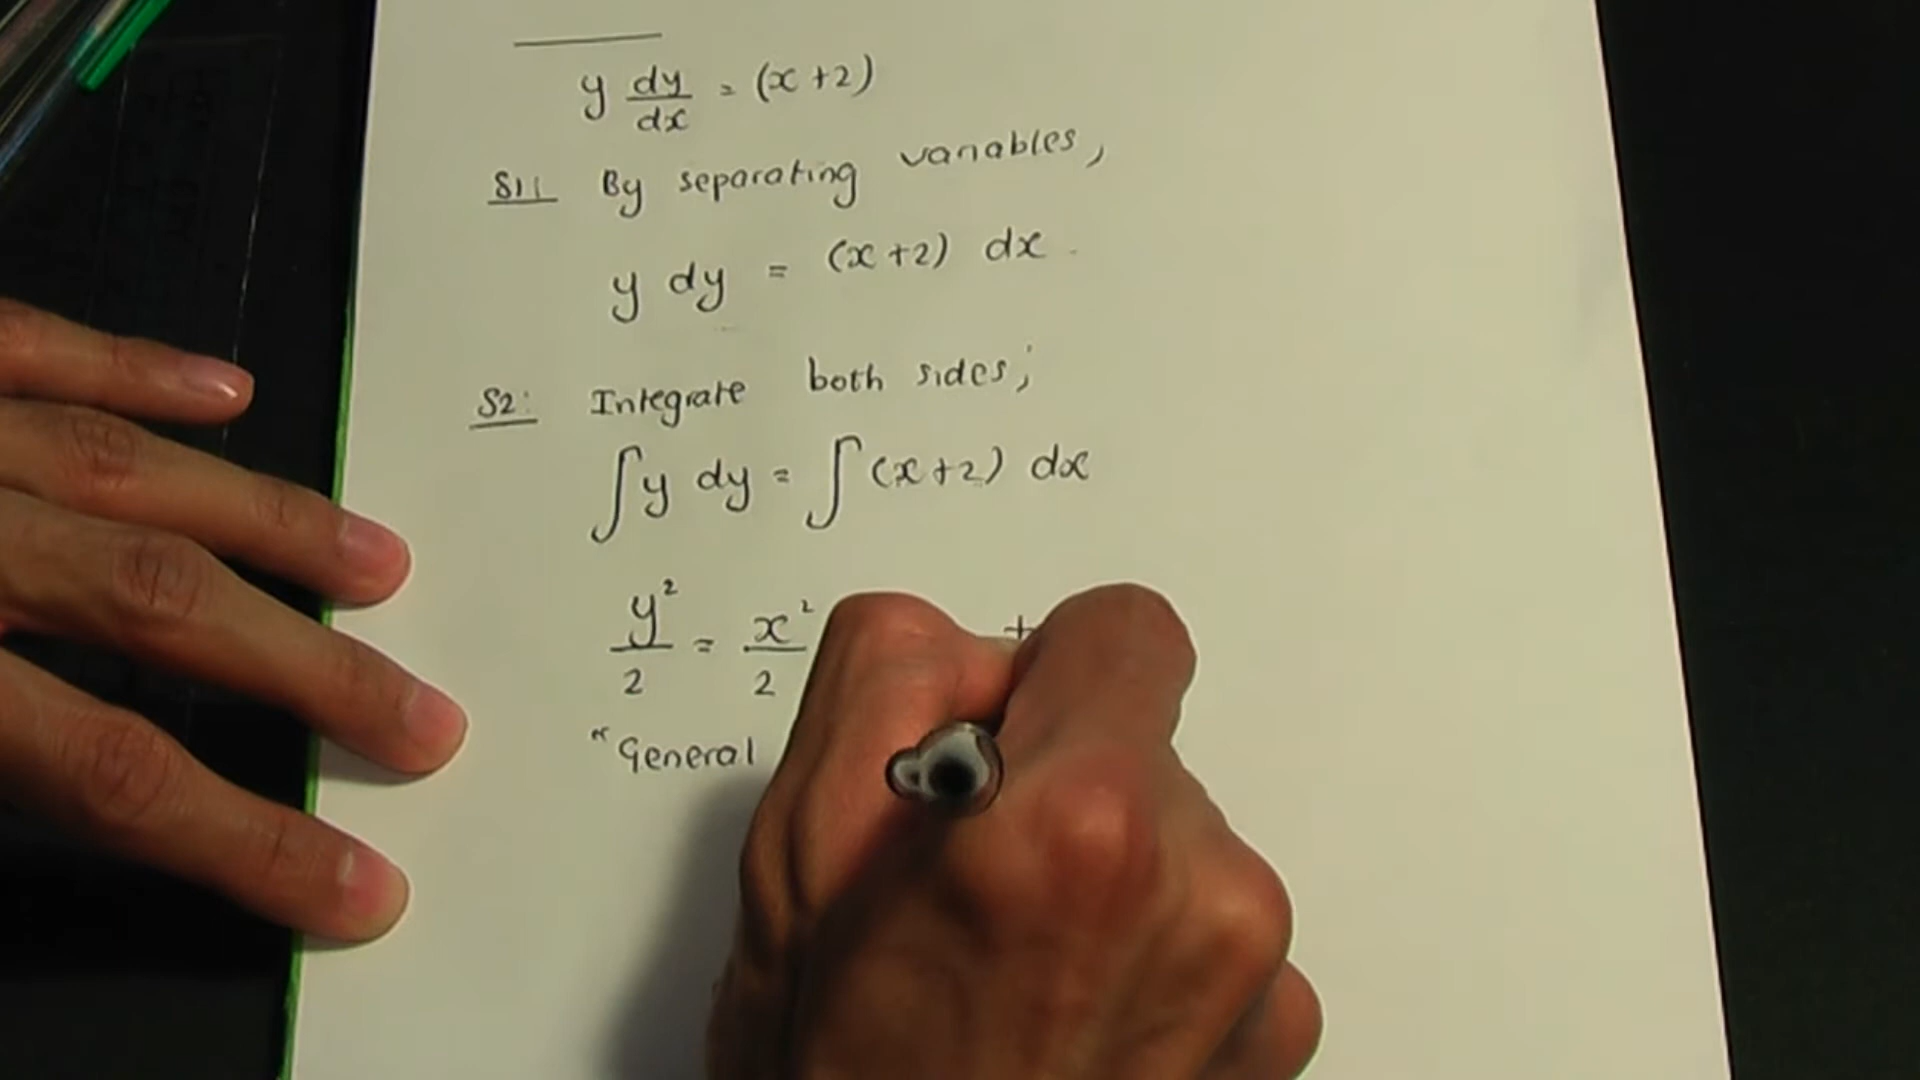 y dy/dx = (x+2)
S1: By separating variables,
y dy = (x+2) dx
S2: Integrate both sides;
∫y dy = ∫(x+2) dx
y²/2 = x²/2 +
"General